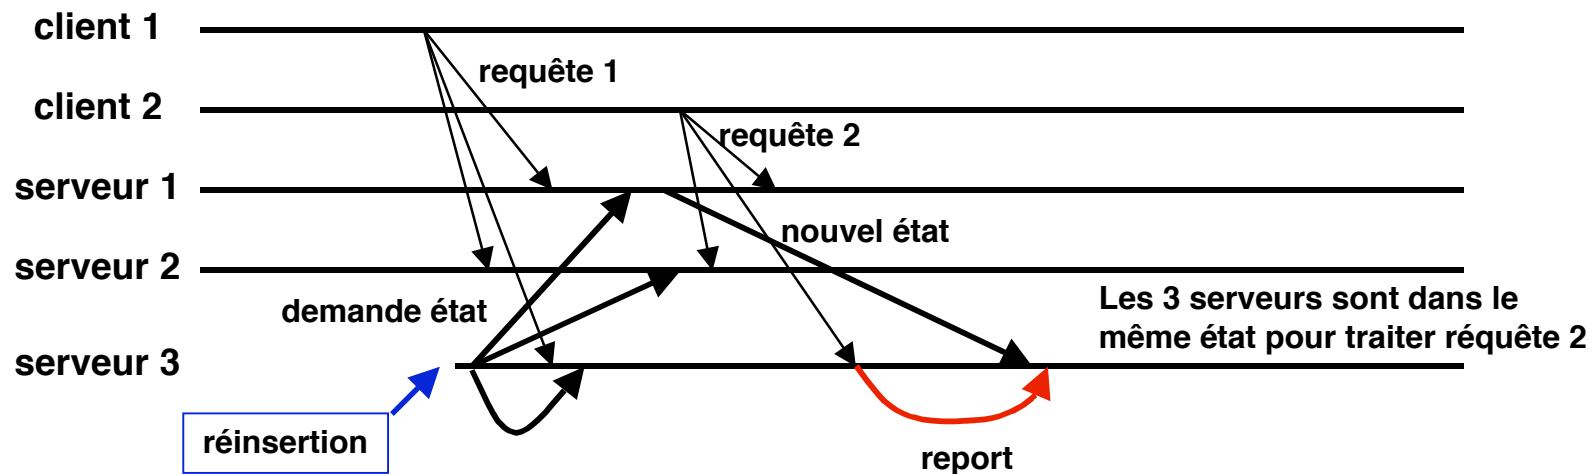 client 1
requête 1
client 2
requête 2
serveur 1
nouvel état
serveur 2
demande état
Les 3 serveurs sont dans le
même état pour traiter réquête 2
serveur 3
réinsertion
report